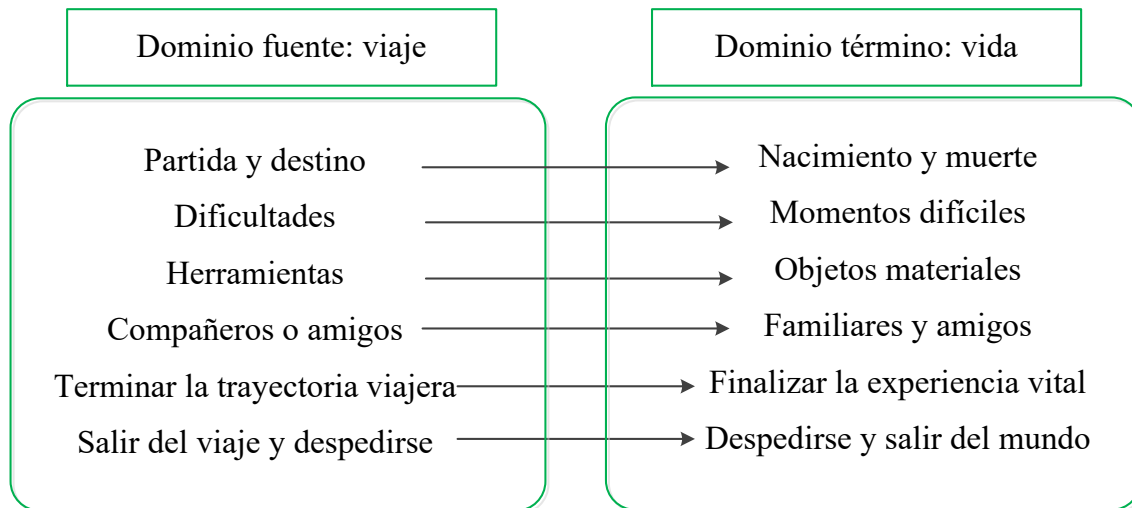 Dominio fuente: viaje
Dominio término: vida
Partida y destino
Nacimiento y muerte
Dificultades
Momentos difíciles
Herramientas
Objetos materiales
Compañeros o amigos
Familiares y amigos
Terminar la trayectoria viajera
Finalizar la experiencia vital
Salir del viaje y despedirse
Despedirse y salir del mundo